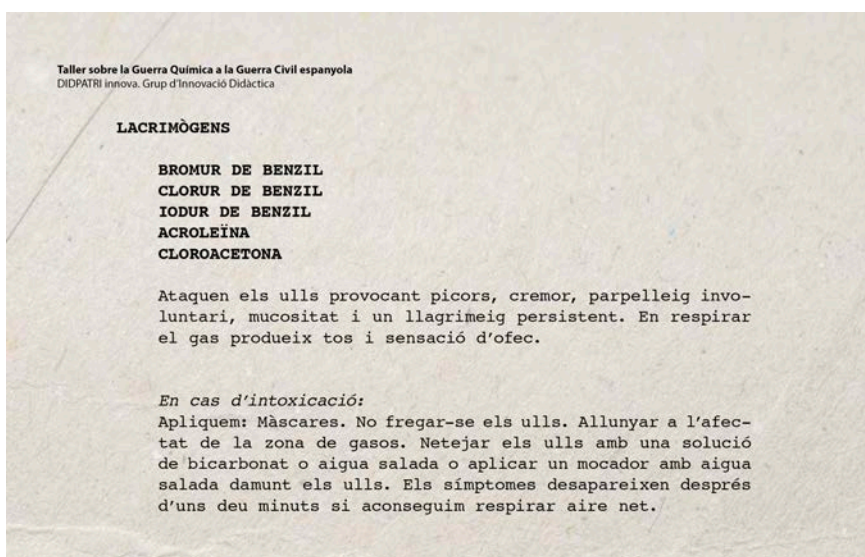 Taller sobre la Guerra Química a la Guerra Civil espanyola
DIDPATRI innova. Grup d'Innovació Didàctica
LACRIMÒGENS
BROMUR DE BENZIL
CLORUR DE BENZIL
IODUR DE BENZIL
ACROLEÏNA
CLOROACETONA
Ataquen els ulls provocant picors, cremor, parpelleig invo-
luntari, mucositat i un llagrimeig persistent. En respirar
el gas produeix tos i sensació d'ofec.
En cas d'intoxicació:
Apliquem: Màscares. No fregar-se els ulls. Allunyar a l'afec-
tat de la zona de gasos. Netejar els ulls amb una solució
de bicarbonat o aigua salada o aplicar un mocador amb aigua
salada damunt els ulls. Els símptomes desapareixen després
d'uns deu minuts si aconseguim respirar aire net.